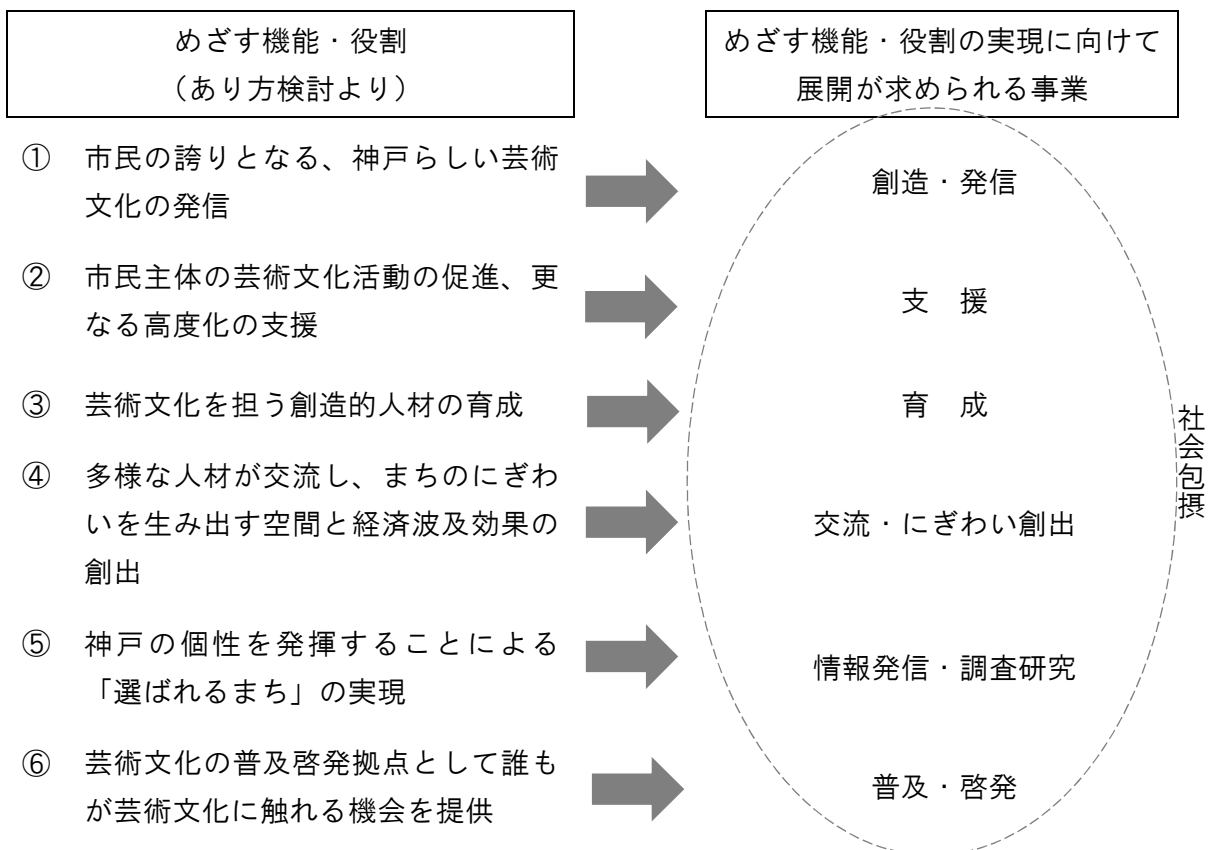 めざす機能・役割
（あり方検討より）
めざす機能・役割の実現に向けて
展開が求められる事業
① 市民の誇りとなる、神戸らしい芸術
文化の発信
創造・発信
② 市民主体の芸術文化活動の促進、更
なる高度化の支援
支　援
③ 芸術文化を担う創造的人材の育成
育　成
④ 多様な人材が交流し、まちのにぎわ
いを生み出す空間と経済波及効果の
創出
交流・にぎわい創出
⑤ 神戸の個性を発揮することによる
「選ばれるまち」の実現
情報発信・調査研究
⑥ 芸術文化の普及啓発拠点として誰も
が芸術文化に触れる機会を提供
普及・啓発
社会包摂